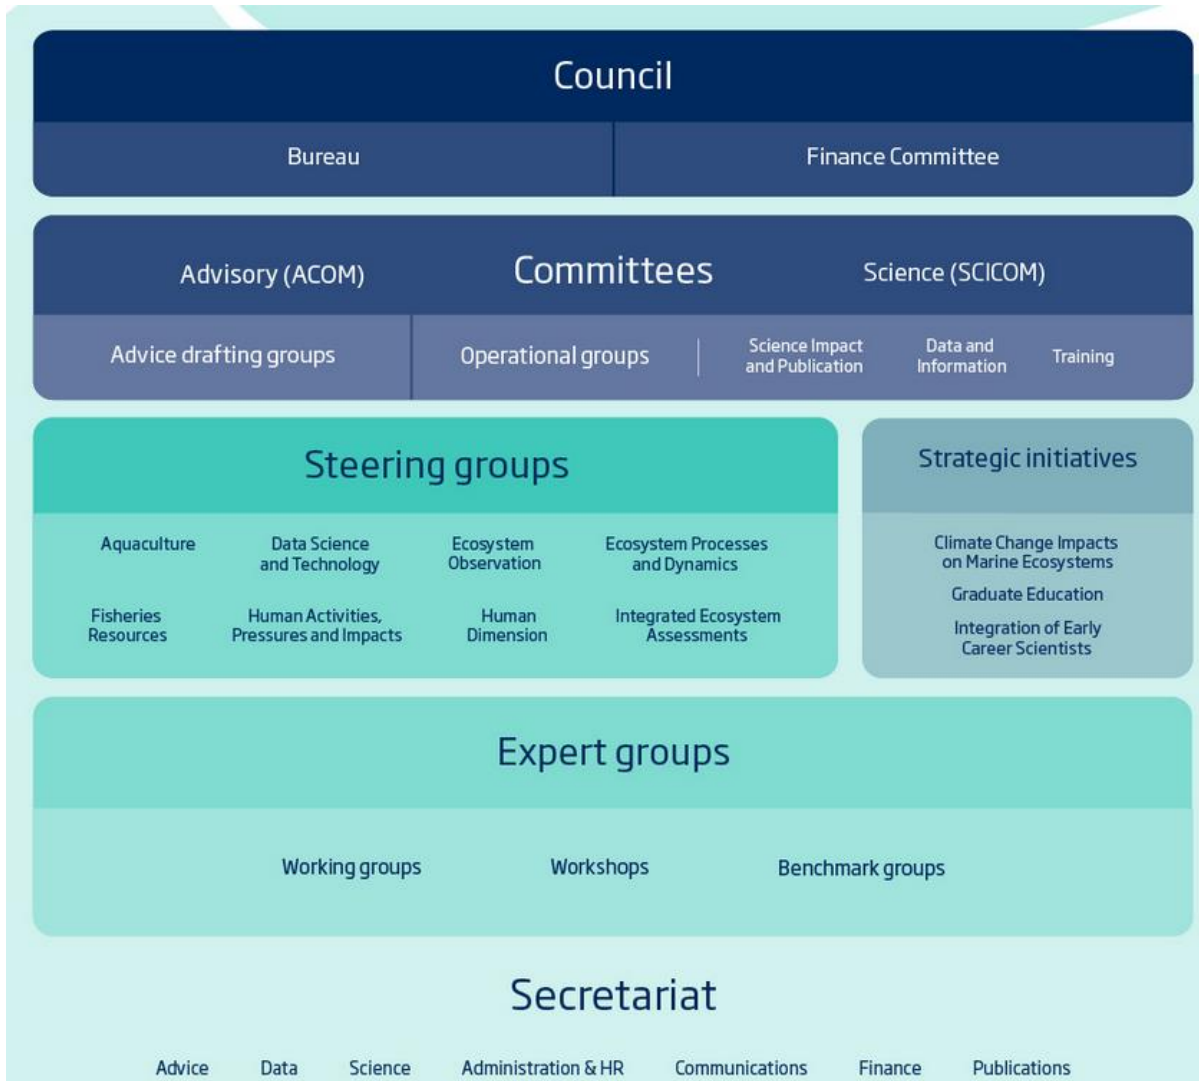 Council
Bureau
Finance Committee
Advisory (ACOM)
Committees
Science (SCICOM)
Advice drafting groups
Operational groups
Science Impact
and Publication
Data and
Information
Training
Steering groups
Aquaculture
Data Science
and Technology
Ecosystem
Observation
Ecosystem Processes
and Dynamics
Fisheries
Resources
Human Activities,
Pressures and Impacts
Human
Dimension
Integrated Ecosystem
Assessments
Strategic initiatives
Climate Change Impacts
on Marine Ecosystems
Graduate Education
Integration of Early
Career Scientists
Expert groups
Working groups
Workshops
Benchmark groups
Secretariat
Advice
Data
Science
Administration & HR
Communications
Finance
Publications